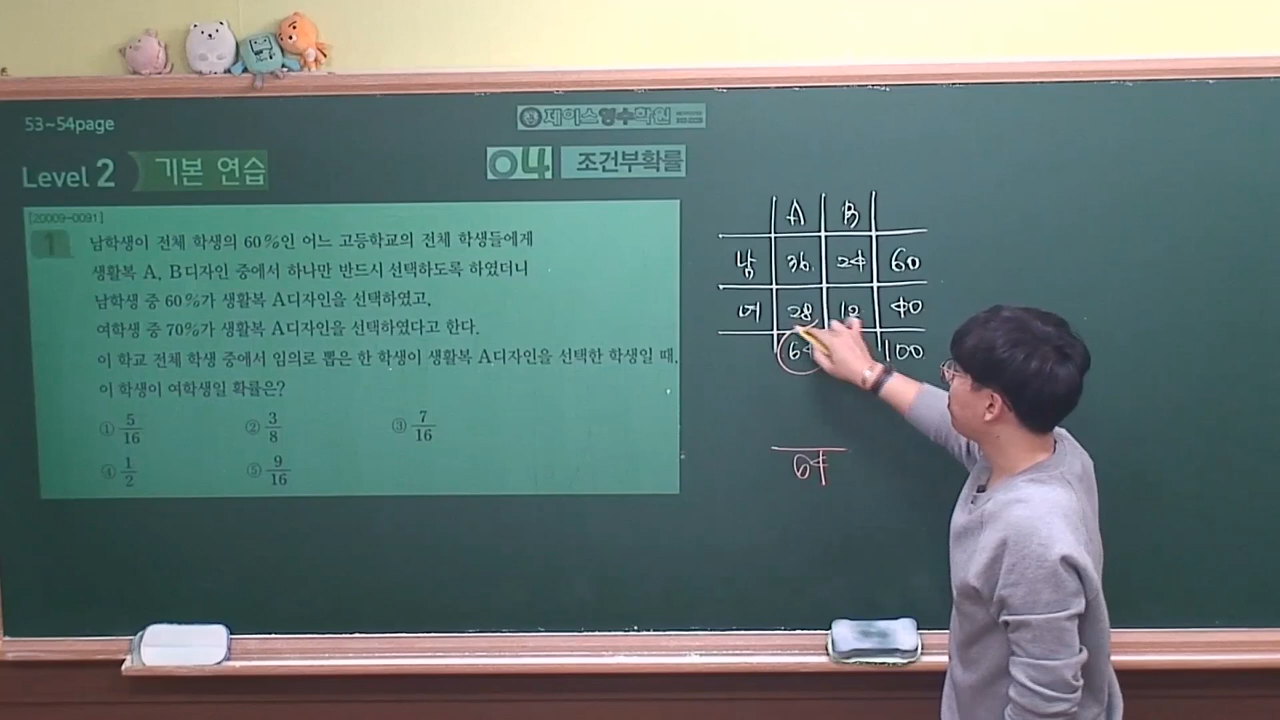 53~54page
제이스영수학원
Level 2 기본 연습
04 조건부확률
[20009-0091]
1 남학생이 전체 학생의 60%인 어느 고등학교의 전체 학생들에게
생활복 A, B디자인 중에서 하나만 반드시 선택하도록 하였더니
남학생 중 60%가 생활복 A디자인을 선택하였고,
여학생 중 70%가 생활복 A디자인을 선택하였다고 한다.
이 학교 전체 학생 중에서 임의로 뽑은 한 학생이 생활복 A디자인을 선택한 학생일 때,
이 학생이 여학생일 확률은?
① 5/16 ② 3/8 ③ 7/16
④ 1/2 ⑤ 9/16
A B
남 36 24 60
여 28 12 40
64 100
64